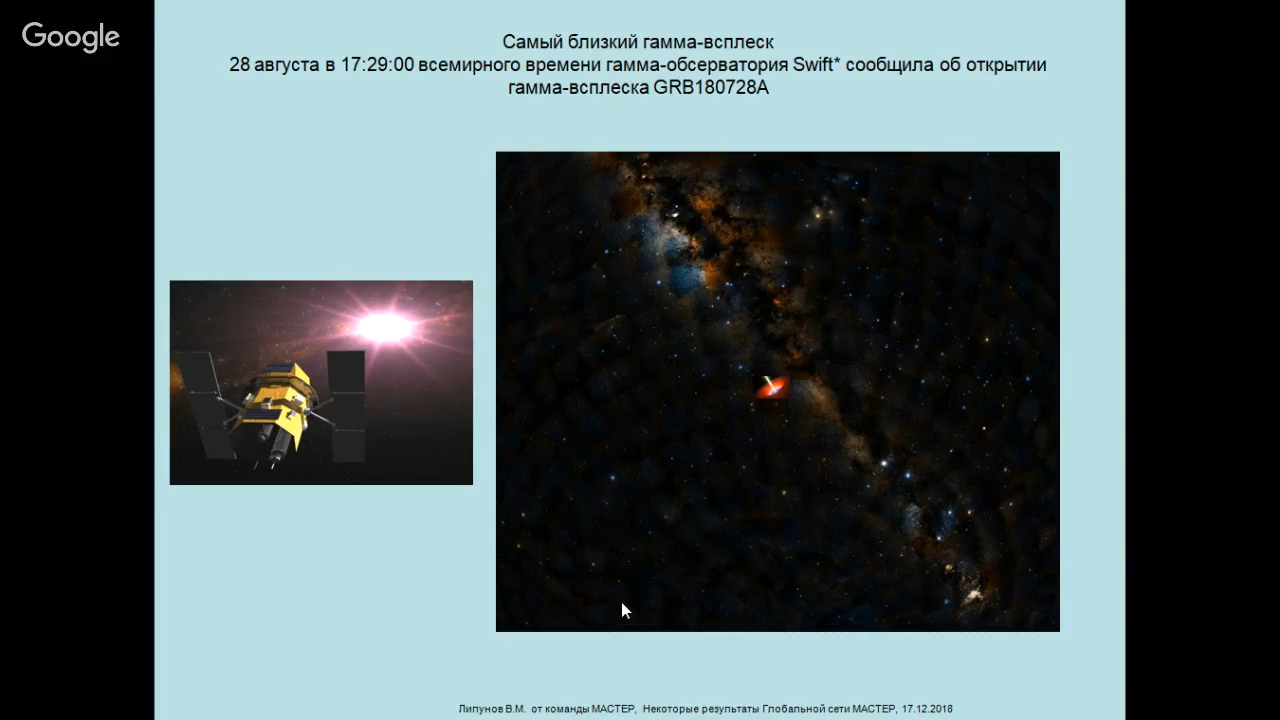 Google
Самый близкий гамма-всплеск
28 августа в 17:29:00 всемирного времени гамма-обсерватория Swift* сообщила об открытии
гамма-всплеска GRB180728A
Липунов В.М. от команды МАСТЕР, Некоторые результаты Глобальной сети МАСТЕР, 17.12.2018